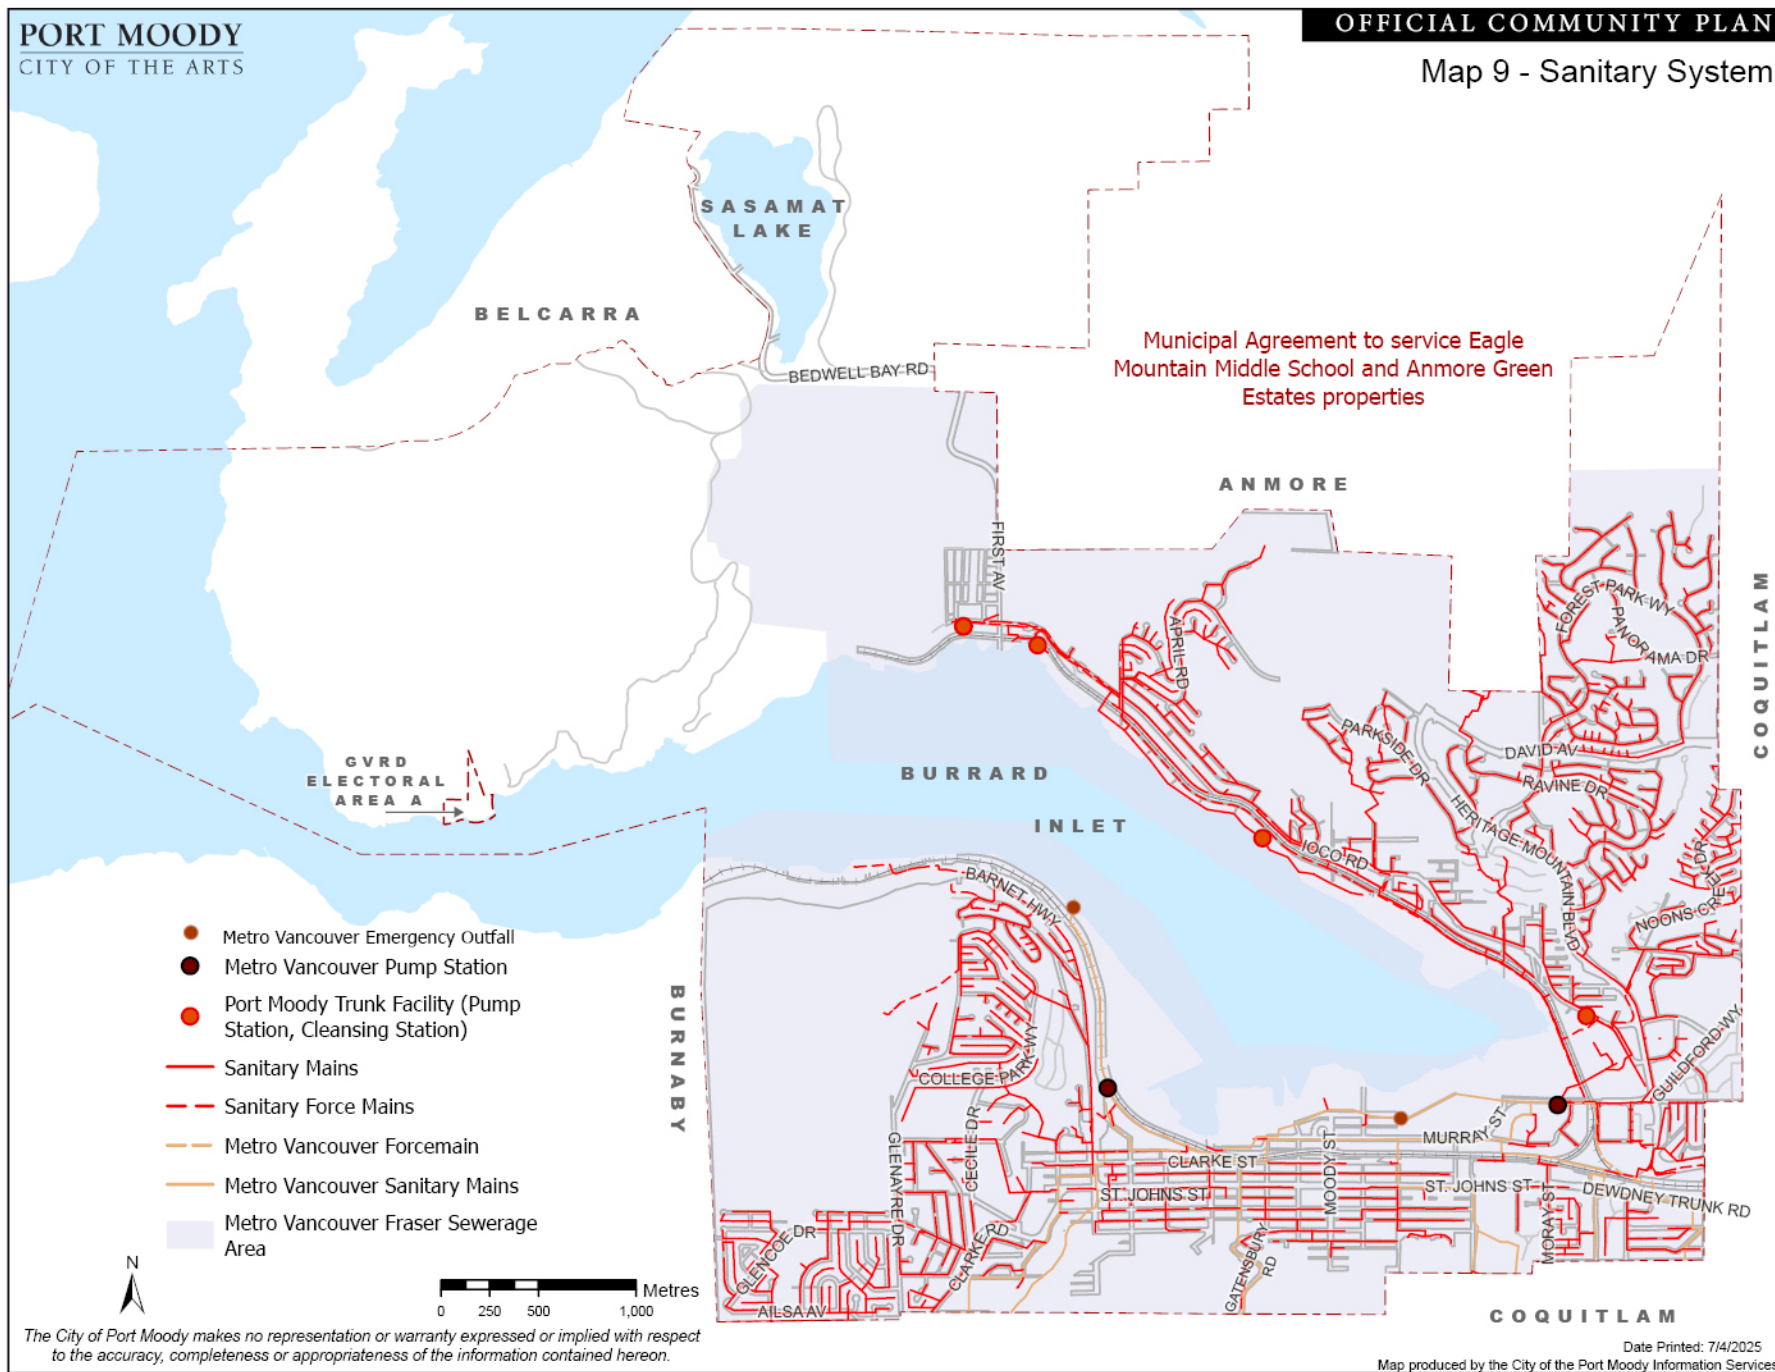 PORT MOODY
CITY OF THE ARTS
OFFICIAL COMMUNITY PLAN
Map 9 - Sanitary System
SASAMAT
LAKE
BELCARRA
BEDWELL BAY RD
Municipal Agreement to service Eagle
Mountain Middle School and Anmore Green
Estates properties
ANMORE
FIRST AV
FOREST PARK WY
PANORAMA DR
APRIL RD
COQUITLAM
PARKSIDE DR
DAVID AV
RAVINE DR
HERITAGE MOUNTAIN BLVD
GVRD
ELECTORAL
AREA A
BURRARD
INLET
IOCO RD
BARNET HWY
NOONS CREEK DR
BURNABY
COLLEGE PARK WY
GUILDFORD WY
GLENAYRE DR
CECILE DR
MURRAY ST
CLARKE ST
MOODY ST
ST. JOHNS ST
ST. JOHNS ST
MORAY ST
DEWDNEY TRUNK RD
GLENCOE DR
CLARKE RD
GATENSBURY
RD
AILSA AV
COQUITLAM
Metro Vancouver Emergency Outfall
Metro Vancouver Pump Station
Port Moody Trunk Facility (Pump
Station, Cleansing Station)
Sanitary Mains
Sanitary Force Mains
Metro Vancouver Forcemain
Metro Vancouver Sanitary Mains
Metro Vancouver Fraser Sewerage
Area
N
Metres
0 250 500 1,000
The City of Port Moody makes no representation or warranty expressed or implied with respect
to the accuracy, completeness or appropriateness of the information contained hereon.
Date Printed: 7/4/2025
Map produced by the City of the Port Moody Information Services